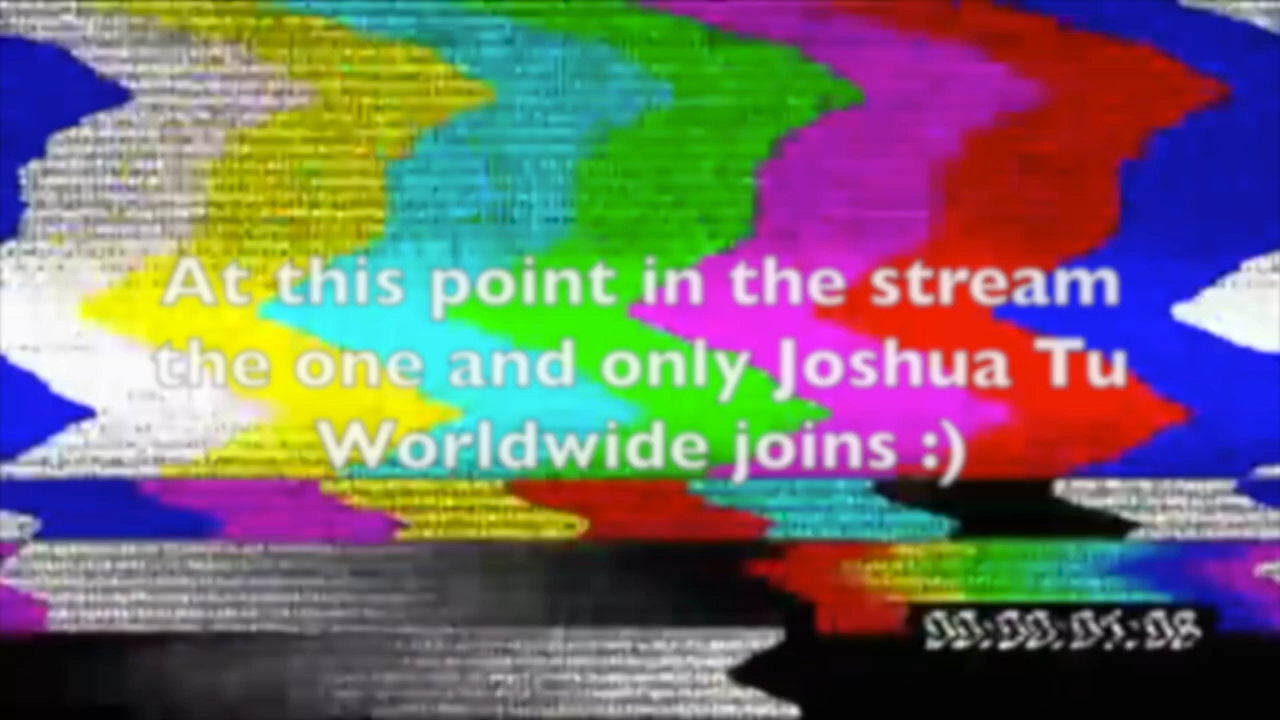 At this point in the stream
the one and only Joshua Tu
Worldwide joins :)